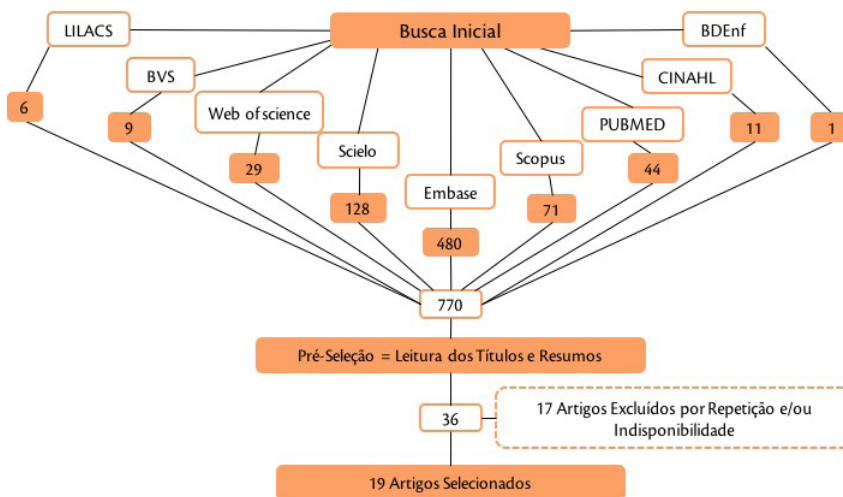 LILACS
Busca Inicial
BDEnf
BVS
CINAHL
6
Web of science
9
PUBMED
11
1
Scielo
Scopus
29
44
Embase
128
71
480
770
Pré-Seleção = Leitura dos Títulos e Resumos
36
17 Artigos Excluídos por Repetição e/ou
Indisponibilidade
19 Artigos Selecionados